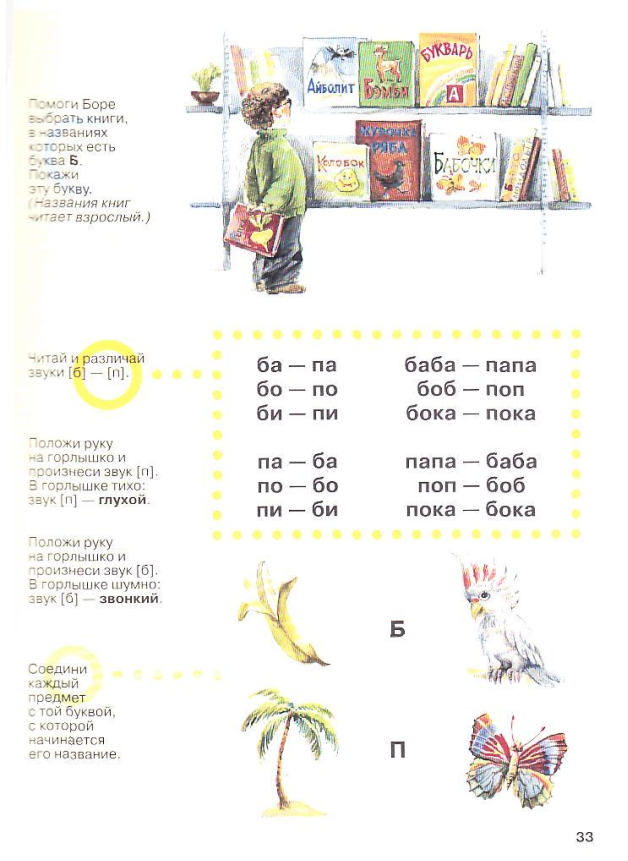 Помоги Боре
выбрать книги,
в названиях
которых есть
буква Б.
Покажи
эту букву.
(Названия книг
читает взрослый.)
АЙБОЛИТ
БЭМБИ
БУКВАРЬ
А
КОЛОБОК
КУРОЧКА
РЯБА
БАБОЧКИ
Читай и различай
звуки [б] — [п].
ба — па
бо — по
би — пи
баба — папа
боб — поп
бока — пока
па — ба
по — бо
пи — би
папа — баба
поп — боб
пока — бока
Положи руку
на горлышко и
произнеси звук [п].
В горлышке тихо:
звук [п] — глухой.
Положи руку
на горлышко и
произнеси звук [б].
В горлышке шумно:
звук [б] — звонкий.
Соедини
каждый
предмет
с той буквой,
с которой
начинается
его название.
Б
П
33